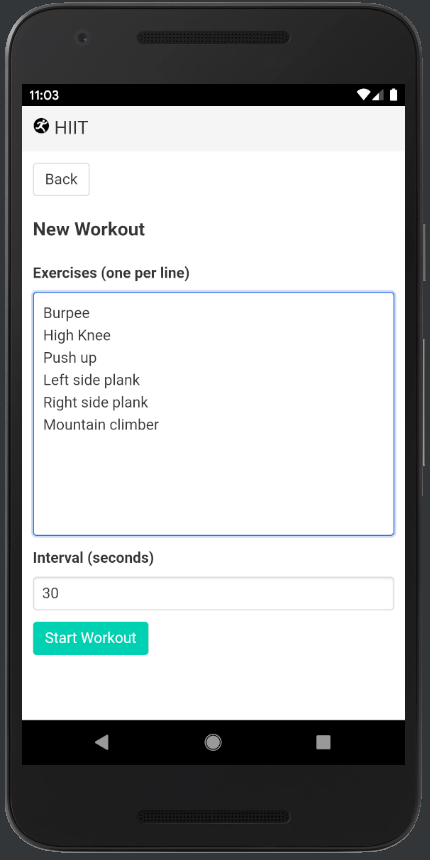 11:03
HIIT
Back
New Workout
Exercises (one per line)
Burpee
High Knee
Push up
Left side plank
Right side plank
Mountain climber
Interval (seconds)
30
Start Workout